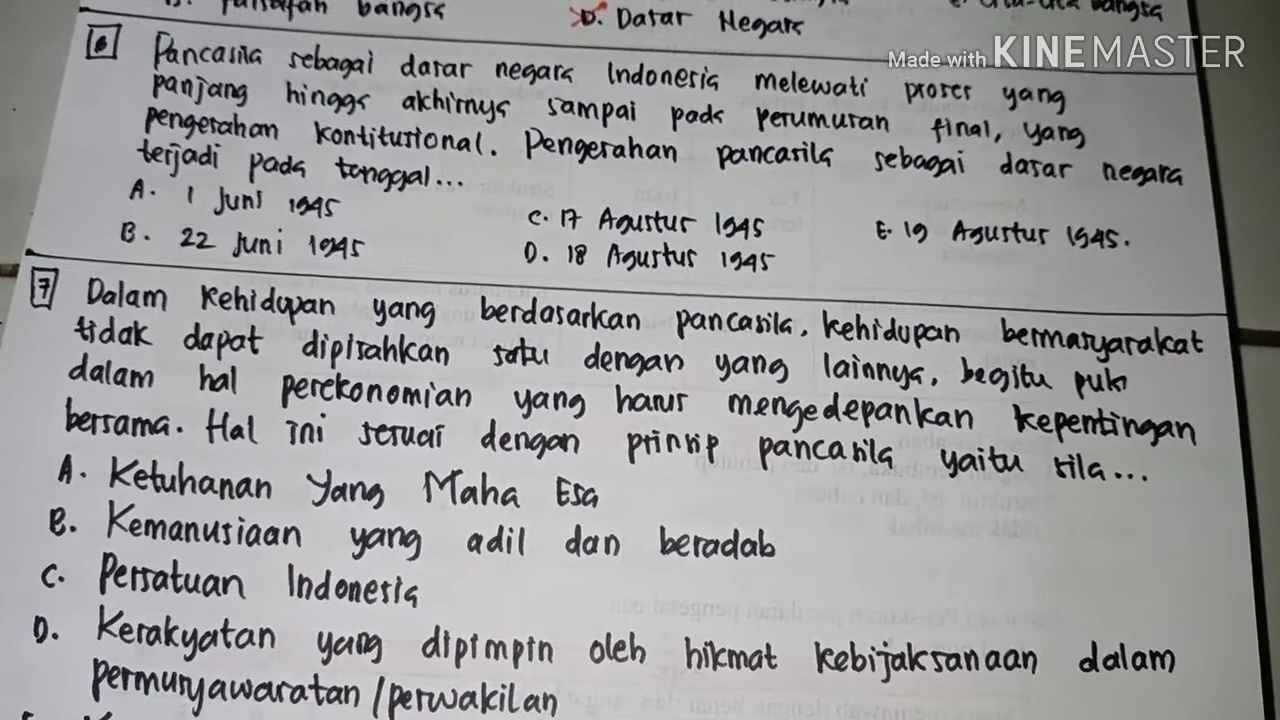 bangsa
D. Dasar Negara
bangsa
Made with KINEMASTER
6 Pancasila sebagai dasar negara Indonesia melewati proses yang
panjang hingga akhirnya sampai pada perumusan final, yang
pengesahan kontitusional. Pengesahan pancasila sebagai dasar negara
terjadi pada tanggal...
A. 1 Juni 1945
B. 22 Juni 1945
C. 17 Agustus 1945
D. 18 Agustus 1945
E. 19 Agustus 1945.
7 Dalam kehidupan yang berdasarkan pancasila, kehidupan bermasyarakat
tidak dapat dipisahkan satu dengan yang lainnya, begitu pula
dalam hal perekonomian yang harus mengedepankan kepentingan
bersama. Hal ini sesuai dengan prinsip pancasila yaitu sila...
A. Ketuhanan Yang Maha Esa
B. Kemanusiaan yang adil dan beradab
C. Persatuan Indonesia
D. Kerakyatan yang dipimpin oleh hikmat kebijaksanaan dalam
permusyawaratan/perwakilan